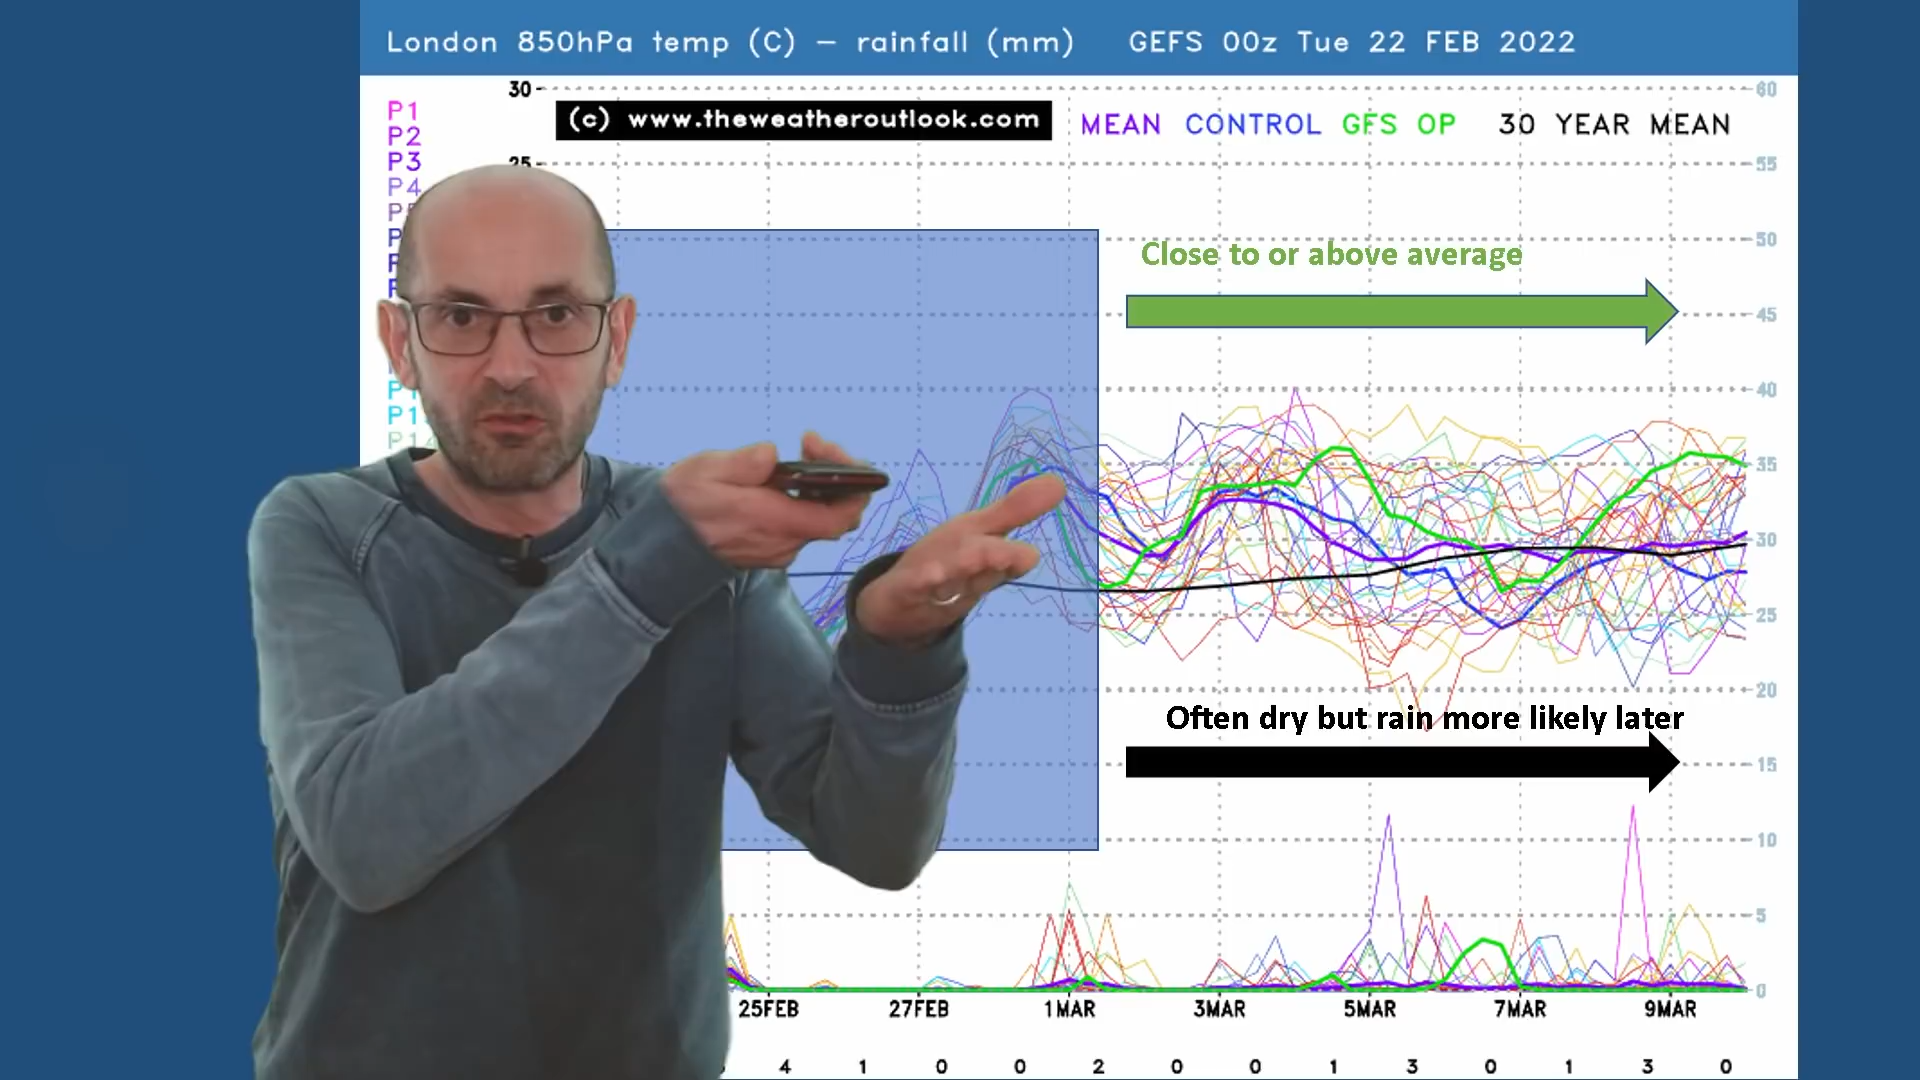 London 850hPa temp (C) – rainfall (mm) GEFS 00z Tue 22 FEB 2022
30 60
(c) www.theweatheroutlook.com MEAN CONTROL GFS OP 30 YEAR MEAN
P1
P2
P3
25 55
P4
50
Close to or above average
45
40
35
30
25
20
Often dry but rain more likely later
15
10
5
0
25FEB 27FEB 1MAR 3MAR 5MAR 7MAR 9MAR
4 1 0 0 2 0 0 1 3 0 1 3 0